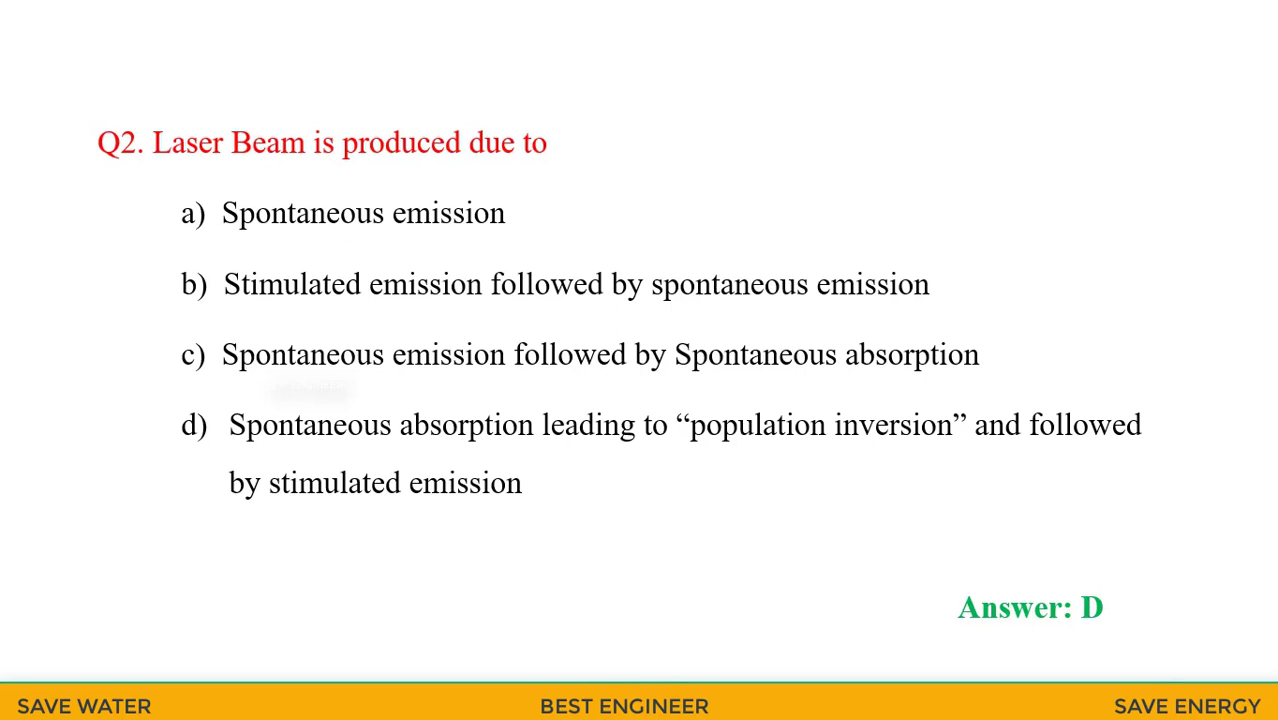 Q2. Laser Beam is produced due to
a) Spontaneous emission
b) Stimulated emission followed by spontaneous emission
c) Spontaneous emission followed by Spontaneous absorption
d) Spontaneous absorption leading to “population inversion” and followed
by stimulated emission
Answer: D
SAVE WATER
BEST ENGINEER
SAVE ENERGY